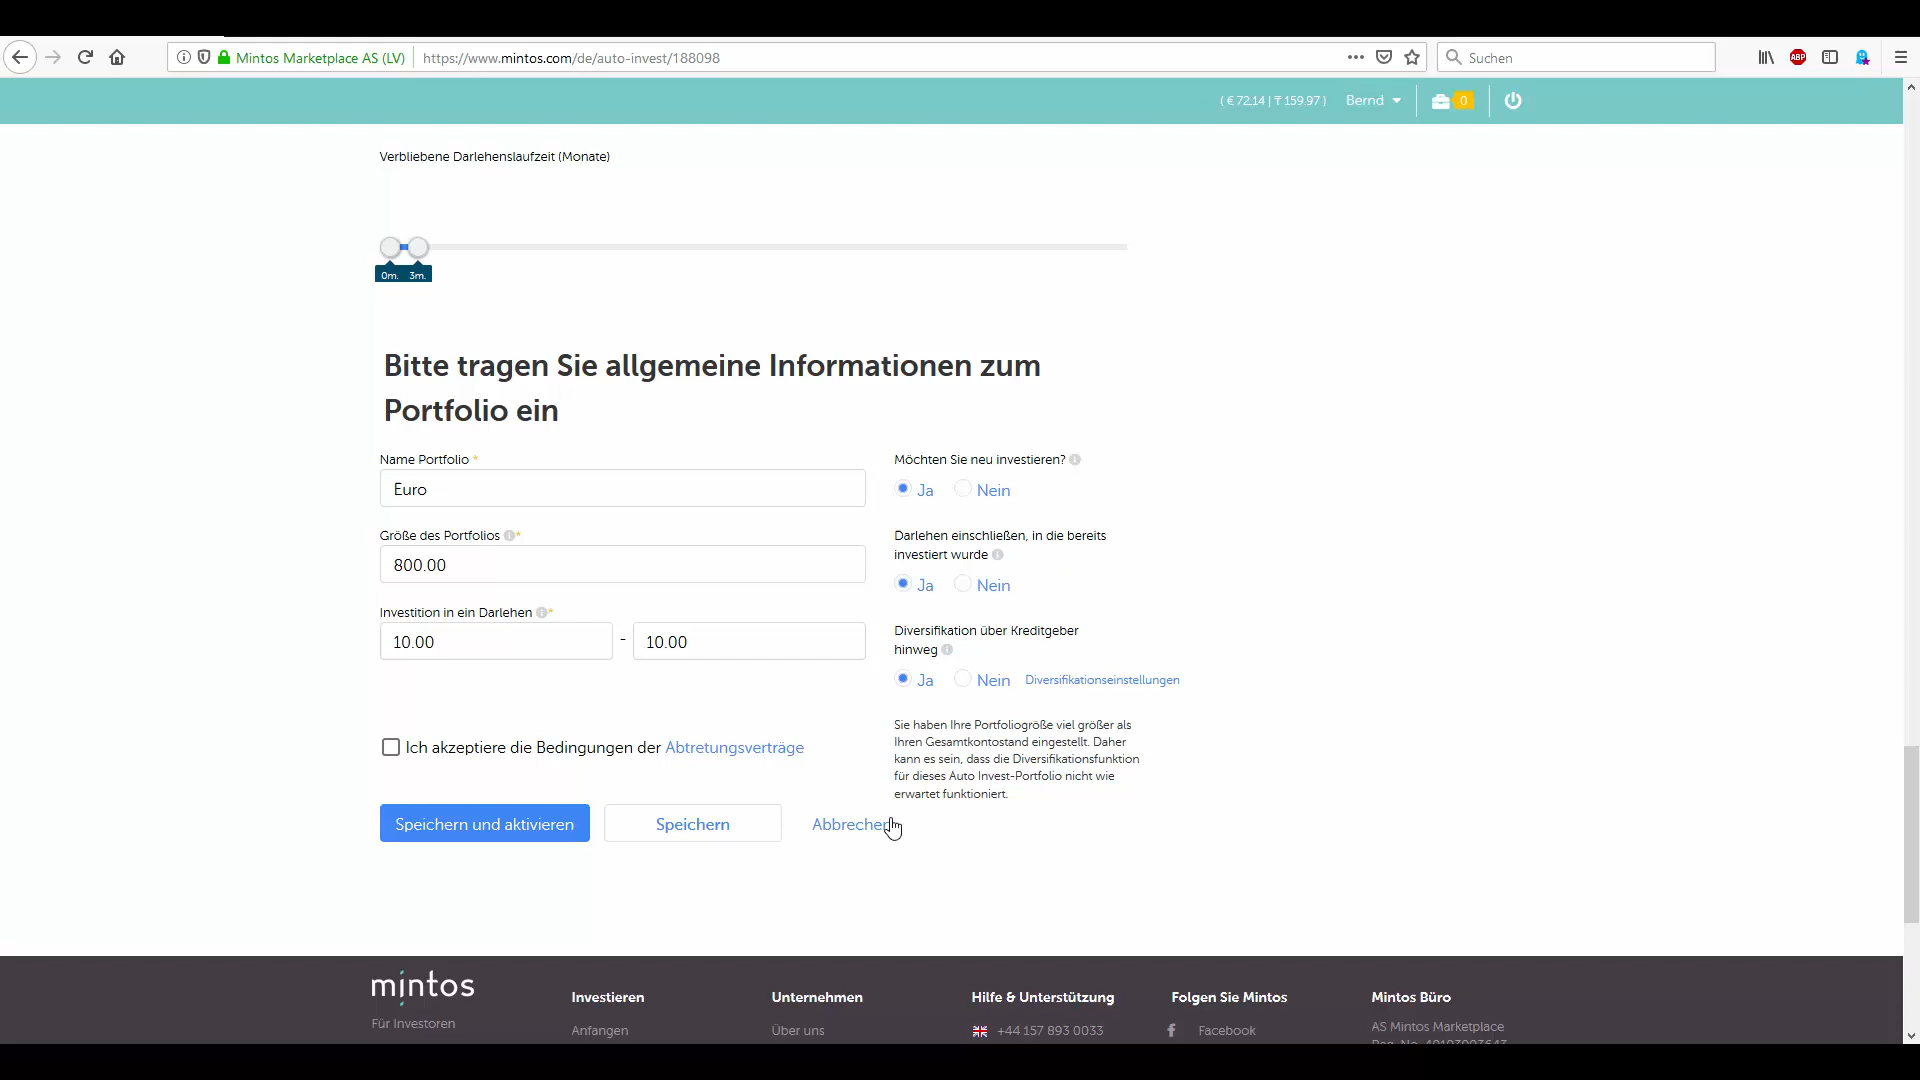 Mintos Marketplace AS (LV)
https://www.mintos.com/de/auto-invest/188098
Suchen
ABP
( € 72.14 | ₸ 159.97 )
Bernd
0
Verbliebene Darlehenslaufzeit (Monate)
0m. 3m.
Bitte tragen Sie allgemeine Informationen zum
Portfolio ein
Name Portfolio *
Euro
Größe des Portfolios *
800.00
Investition in ein Darlehen *
10.00 - 10.00
Möchten Sie neu investieren?
Ja Nein
Darlehen einschließen, in die bereits
investiert wurde
Ja Nein
Diversifikation über Kreditgeber
hinweg
Ja Nein Diversifikationseinstellungen
Sie haben Ihre Portfoliogröße viel größer als
Ihren Gesamtkontostand eingestellt. Daher
kann es sein, dass die Diversifikationsfunktion
für dieses Auto Invest-Portfolio nicht wie
erwartet funktioniert.
Ich akzeptiere die Bedingungen der Abtretungsverträge
Speichern und aktivieren
Speichern
Abbrechen
mintos
Für Investoren
Investieren
Anfangen
Unternehmen
Über uns
Hilfe & Unterstützung
+44 157 893 0033
Folgen Sie Mintos
Facebook
Mintos Büro
AS Mintos Marketplace